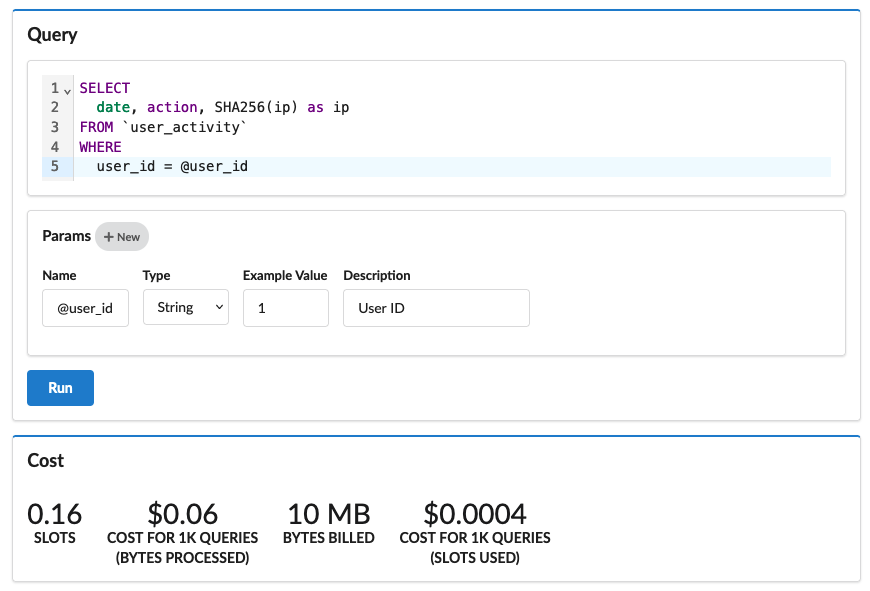 Query
1 SELECT
2 date, action, SHA256(ip) as ip
3 FROM `user_activity`
4 WHERE
5 user_id = @user_id
Params + New
Name Type Example Value Description
@user_id String 1 User ID
Run
Cost
0.16 $0.06 10 MB $0.0004
SLOTS COST FOR 1K QUERIES BYTES BILLED COST FOR 1K QUERIES
(BYTES PROCESSED) (SLOTS USED)